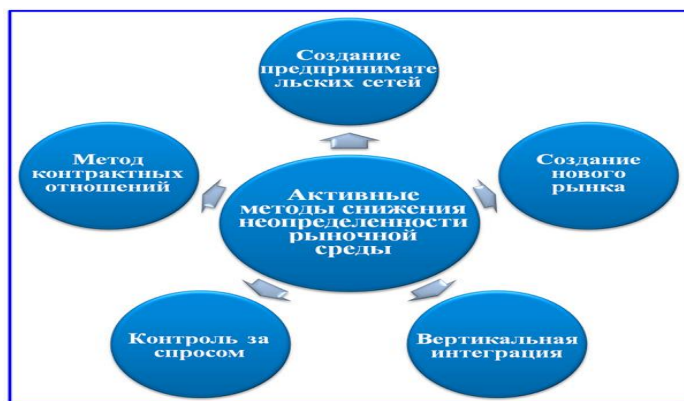 Создание
предпринимате
льских сетей
Метод
контрактных
отношений
Создание
нового
рынка
Активные
методы снижения
неопределенности
рыночной
среды
Контроль за
спросом
Вертикальная
интеграция